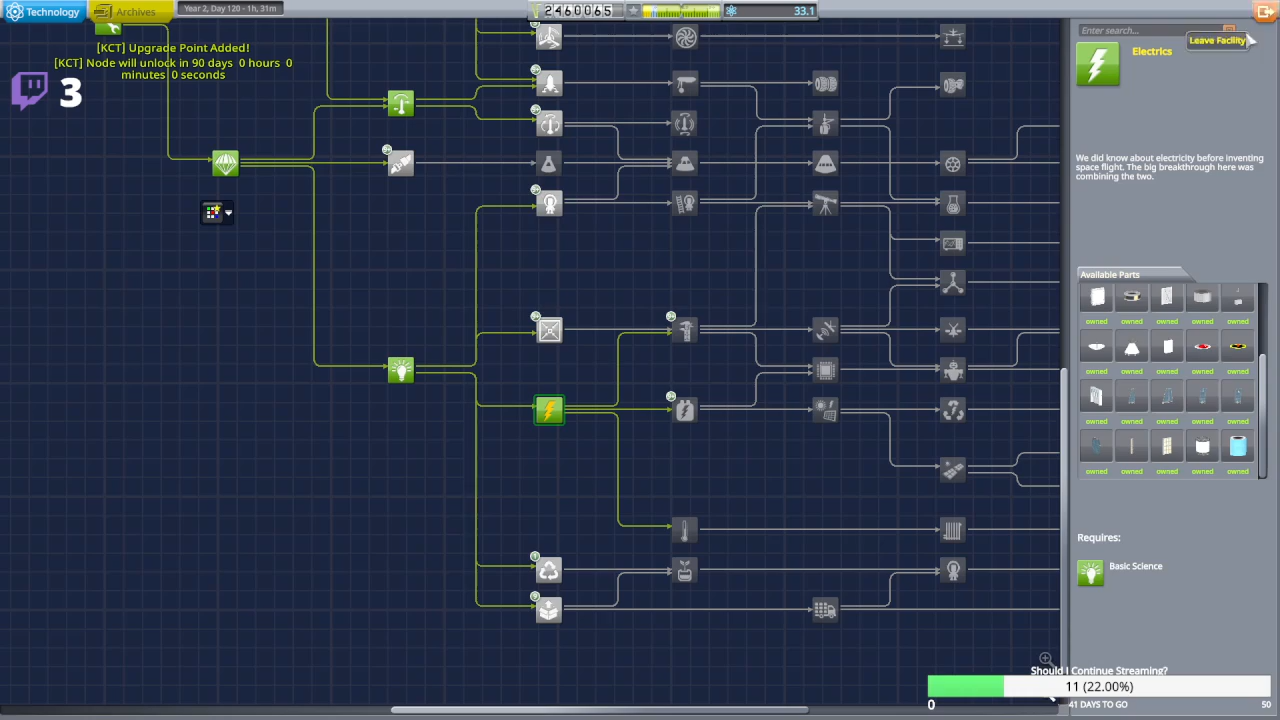 Technology
Archives
Year 2, Day 120 - 1h, 31m
2460065
33.1
[KCT] Upgrade Point Added!
[KCT] Node will unlock in 90 days 0 hours 0
minutes 0 seconds
3
Enter search...
Leave Facility
Electrics
We did know about electricity before inventing
space flight. The big breakthrough here was
combining the two.
Available Parts
owned owned owned owned owned
owned owned owned owned owned
owned owned owned owned owned
owned owned owned owned owned
Requires:
Basic Science
Should I Continue Streaming?
11 (22.00%)
0 41 DAYS TO GO 50